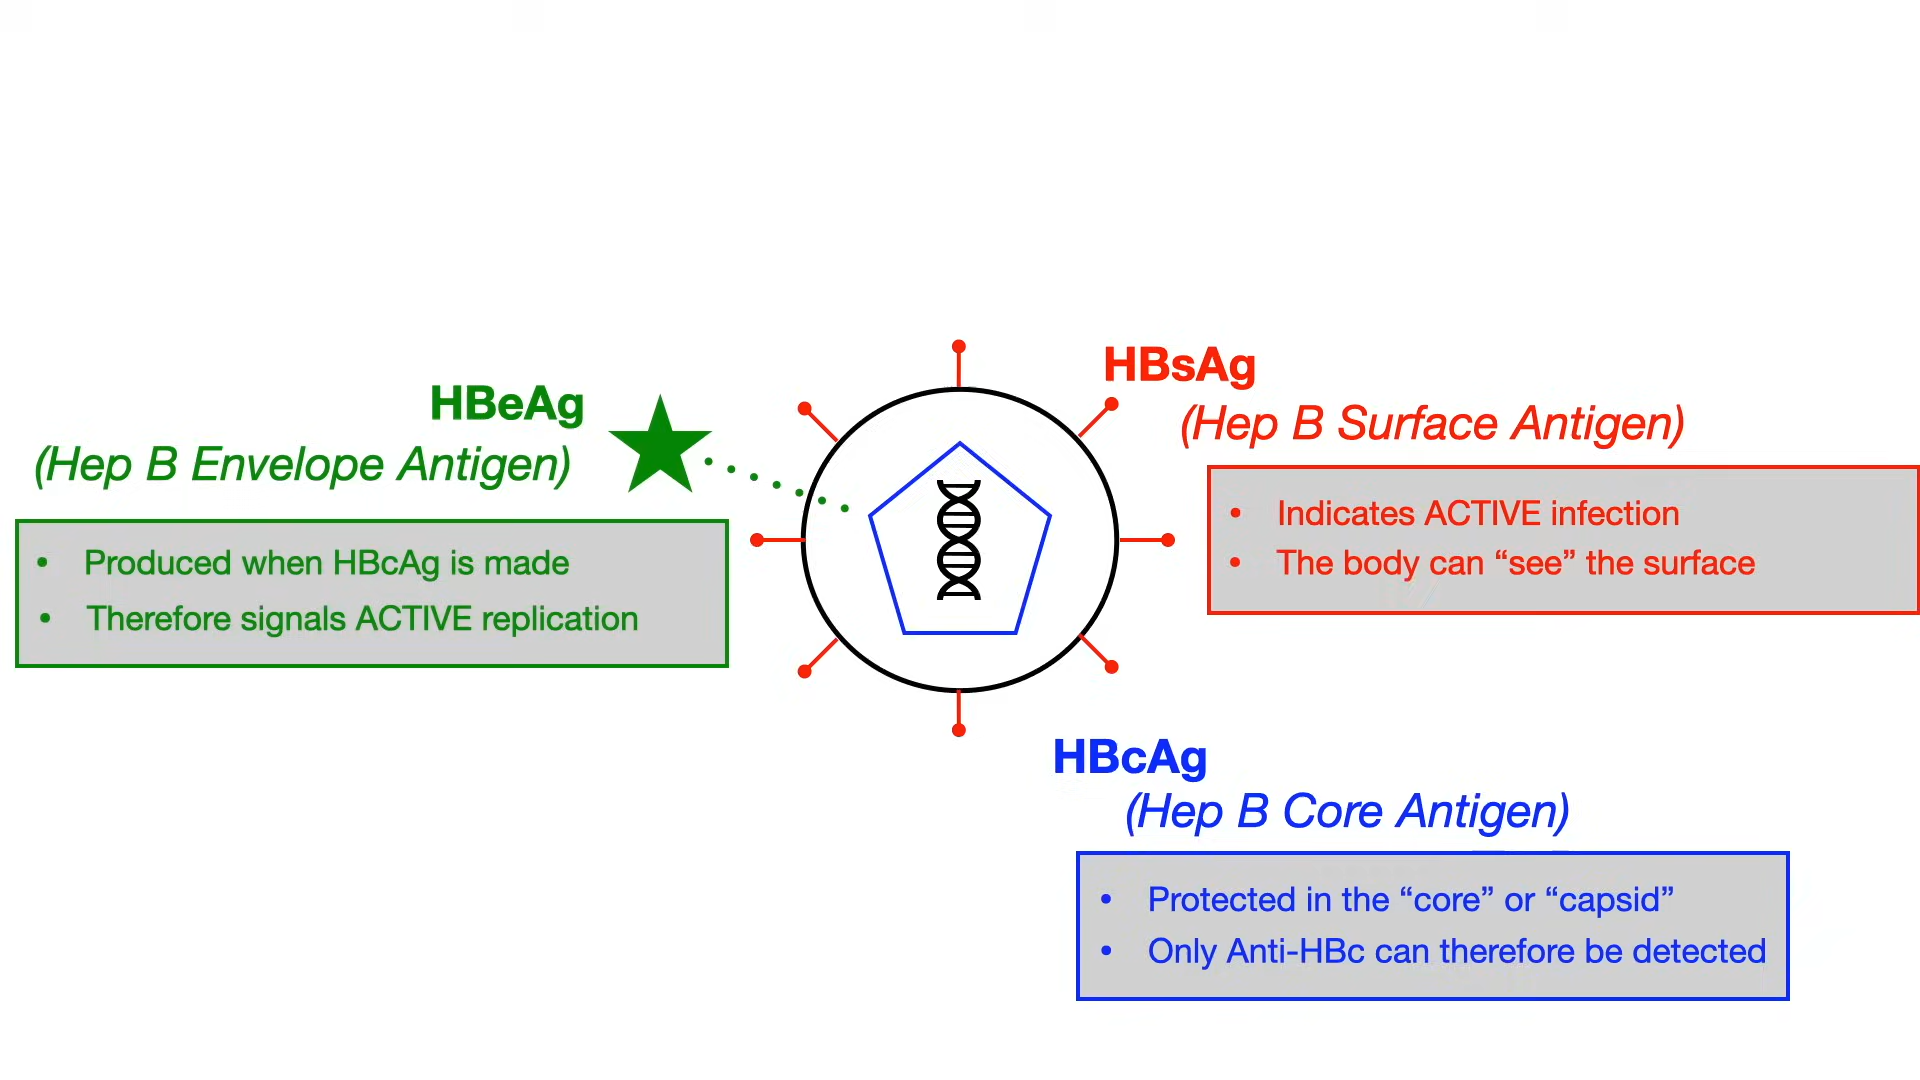 HBeAg
(Hep B Envelope Antigen)
• Produced when HBcAg is made
• Therefore signals ACTIVE replication
HBsAg
(Hep B Surface Antigen)
• Indicates ACTIVE infection
• The body can “see” the surface
HBcAg
(Hep B Core Antigen)
• Protected in the “core” or “capsid”
• Only Anti-HBc can therefore be detected